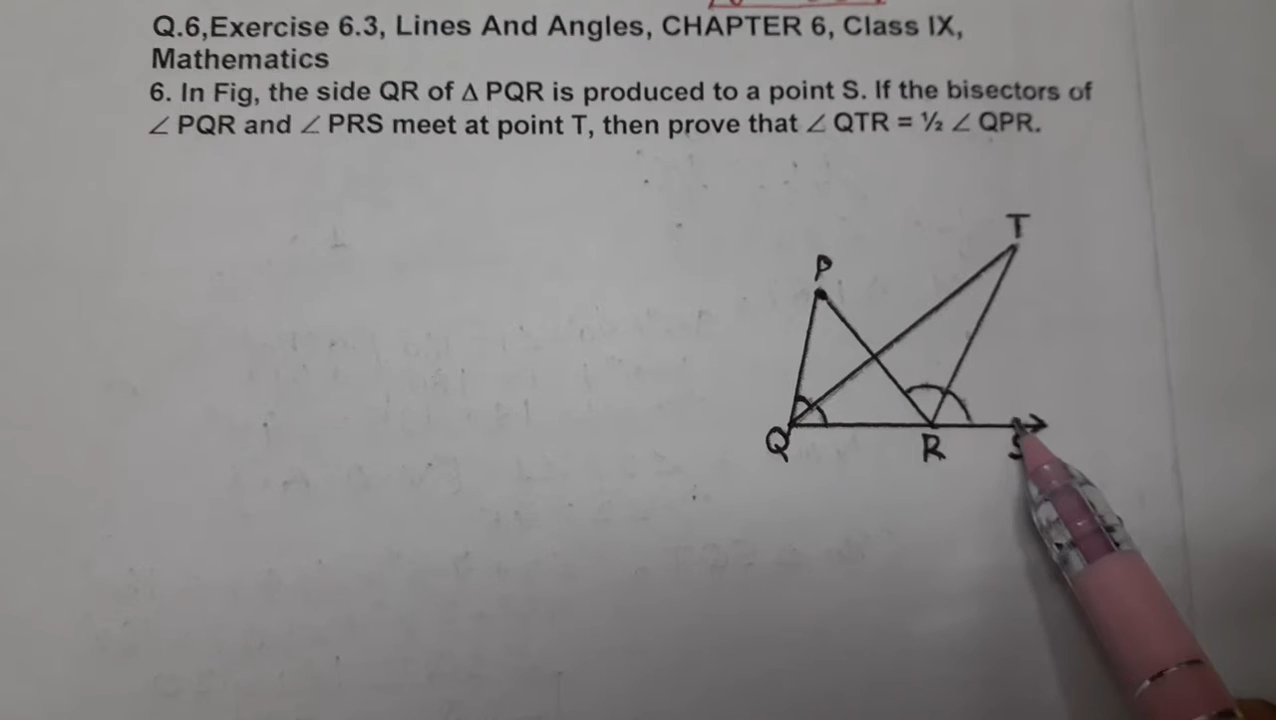 Q.6,Exercise 6.3, Lines And Angles, CHAPTER 6, Class IX,
Mathematics
6. In Fig, the side QR of Δ PQR is produced to a point S. If the bisectors of
∠ PQR and ∠ PRS meet at point T, then prove that ∠ QTR = ½ ∠ QPR.
T
P
Q
R
S